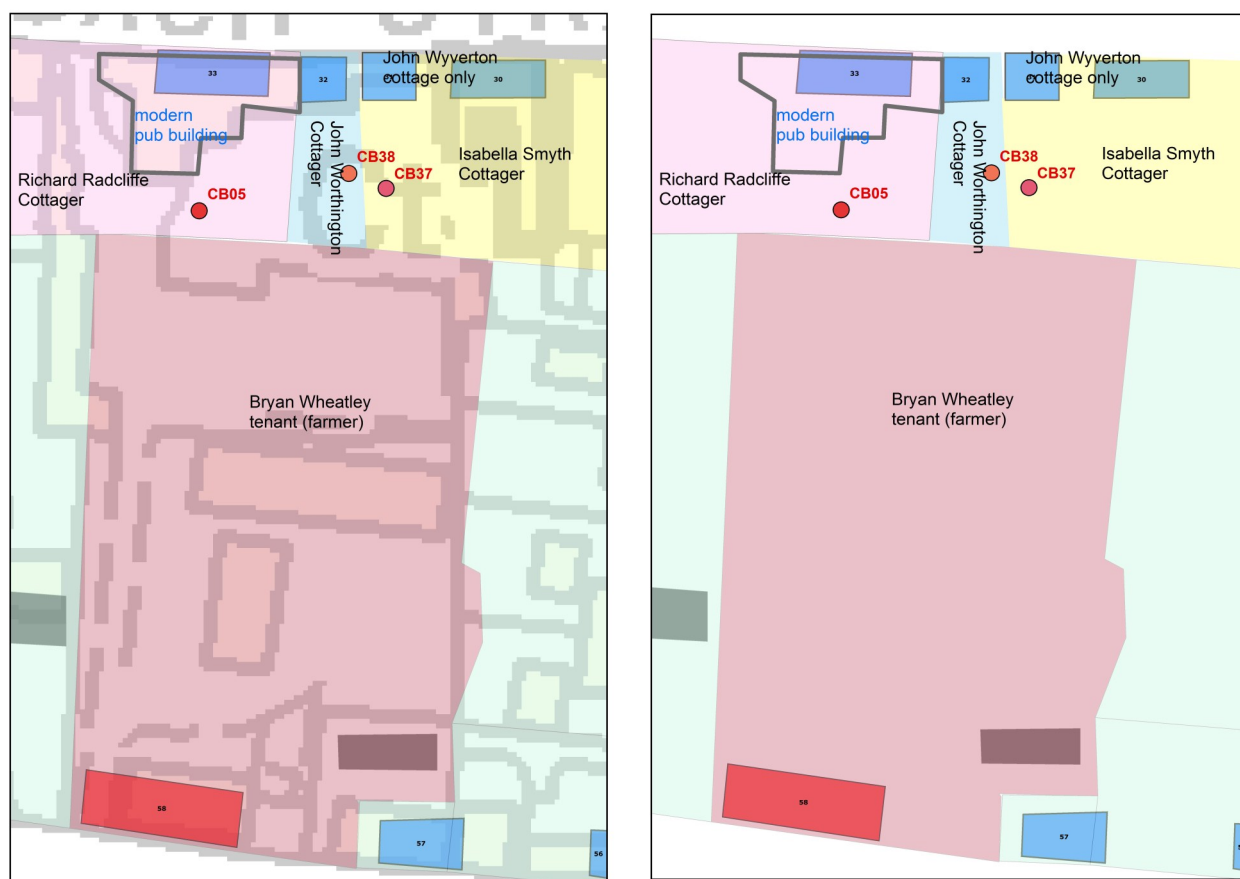 33
32
John Wyverton
cottage only
30
modern
pub building
CB38
CB37
John Worthington
Cottager
Isabella Smyth
Cottager
Richard Radcliffe
Cottager
CB05
Bryan Wheatley
tenant (farmer)
58
57
56
33
32
John Wyverton
cottage only
30
modern
pub building
CB38
CB37
John Worthington
Cottager
Isabella Smyth
Cottager
Richard Radcliffe
Cottager
CB05
Bryan Wheatley
tenant (farmer)
58
57